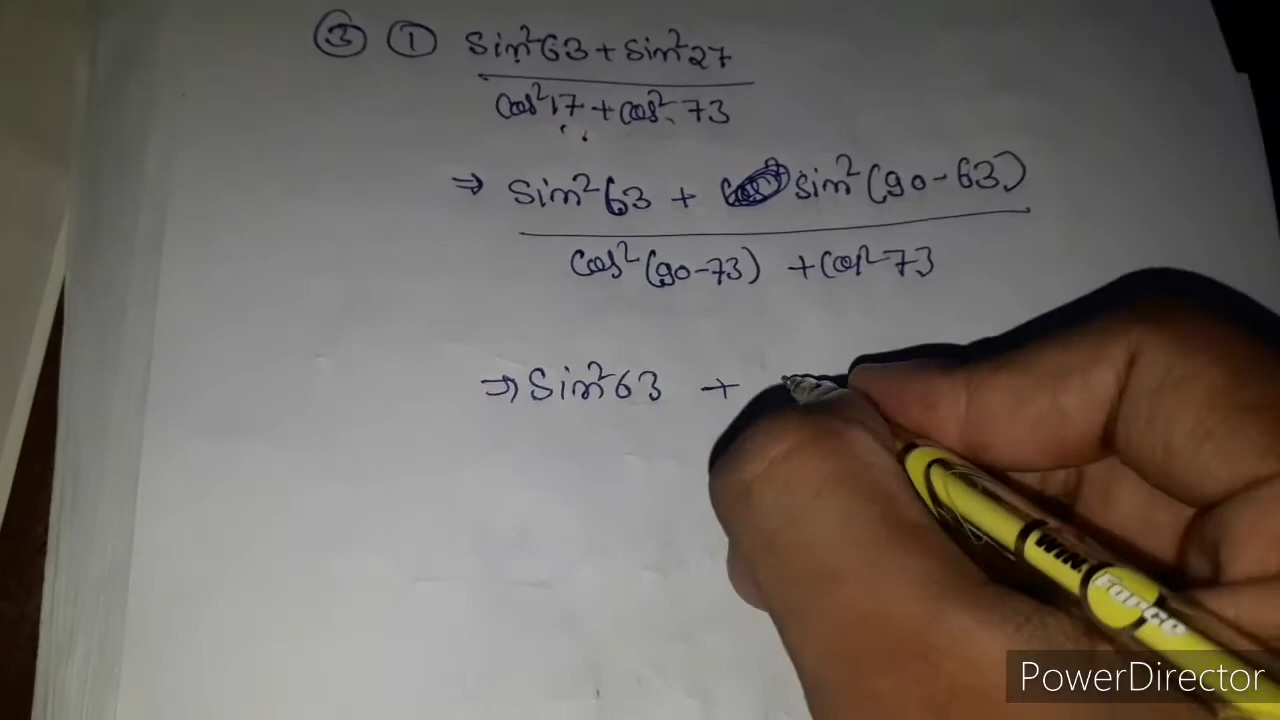 ③ ① Sin²63 + Sin²27
Cos²17 + Cos²73
⇒ Sin²63 + Sin²(90-63)
Cos²(90-73) + Cos²73
⇒ Sin²63 +
WIN
Force
PowerDirector